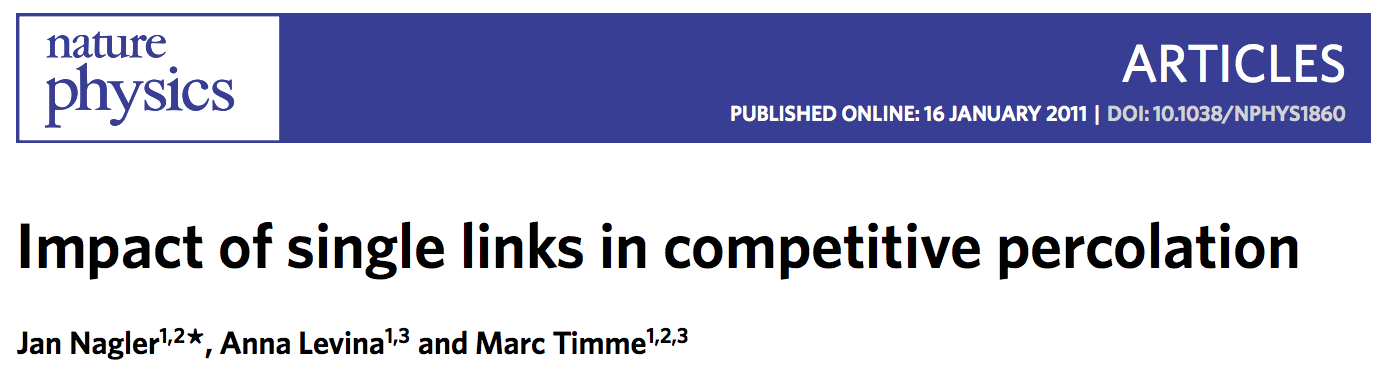 nature
physics
ARTICLES
PUBLISHED ONLINE: 16 JANUARY 2011 | DOI: 10.1038/NPHYS1860
Impact of single links in competitive percolation
Jan Nagler1,2★, Anna Levina1,3 and Marc Timme1,2,3